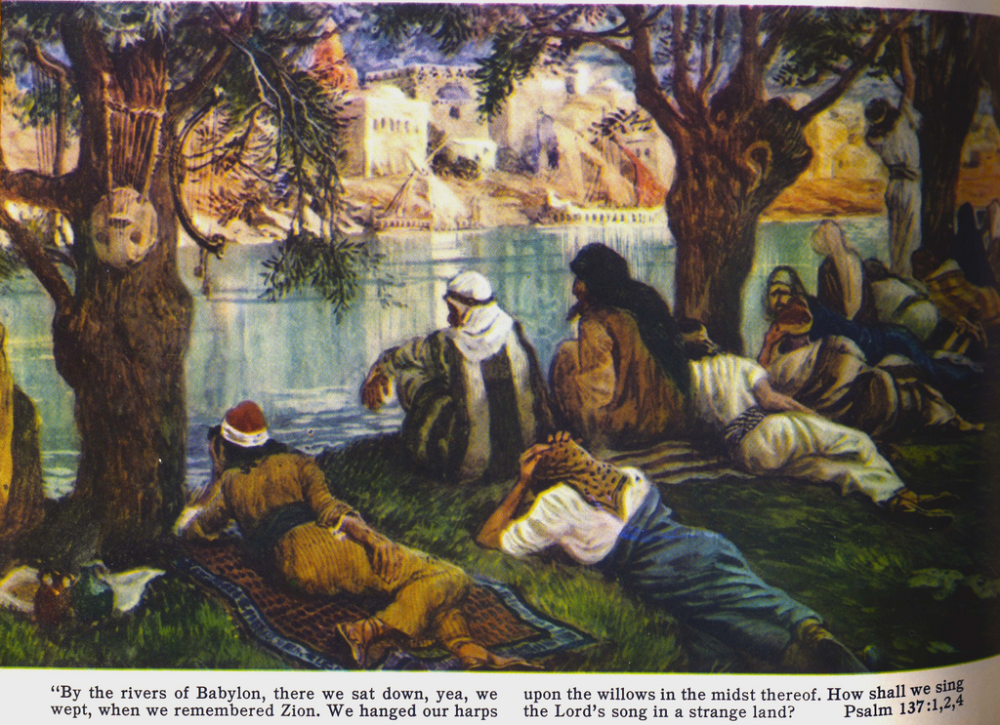 "By the rivers of Babylon, there we sat down, yea, we
wept, when we remembered Zion. We hanged our harps
upon the willows in the midst thereof. How shall we sing
the Lord's song in a strange land? Psalm 137:1,2,4